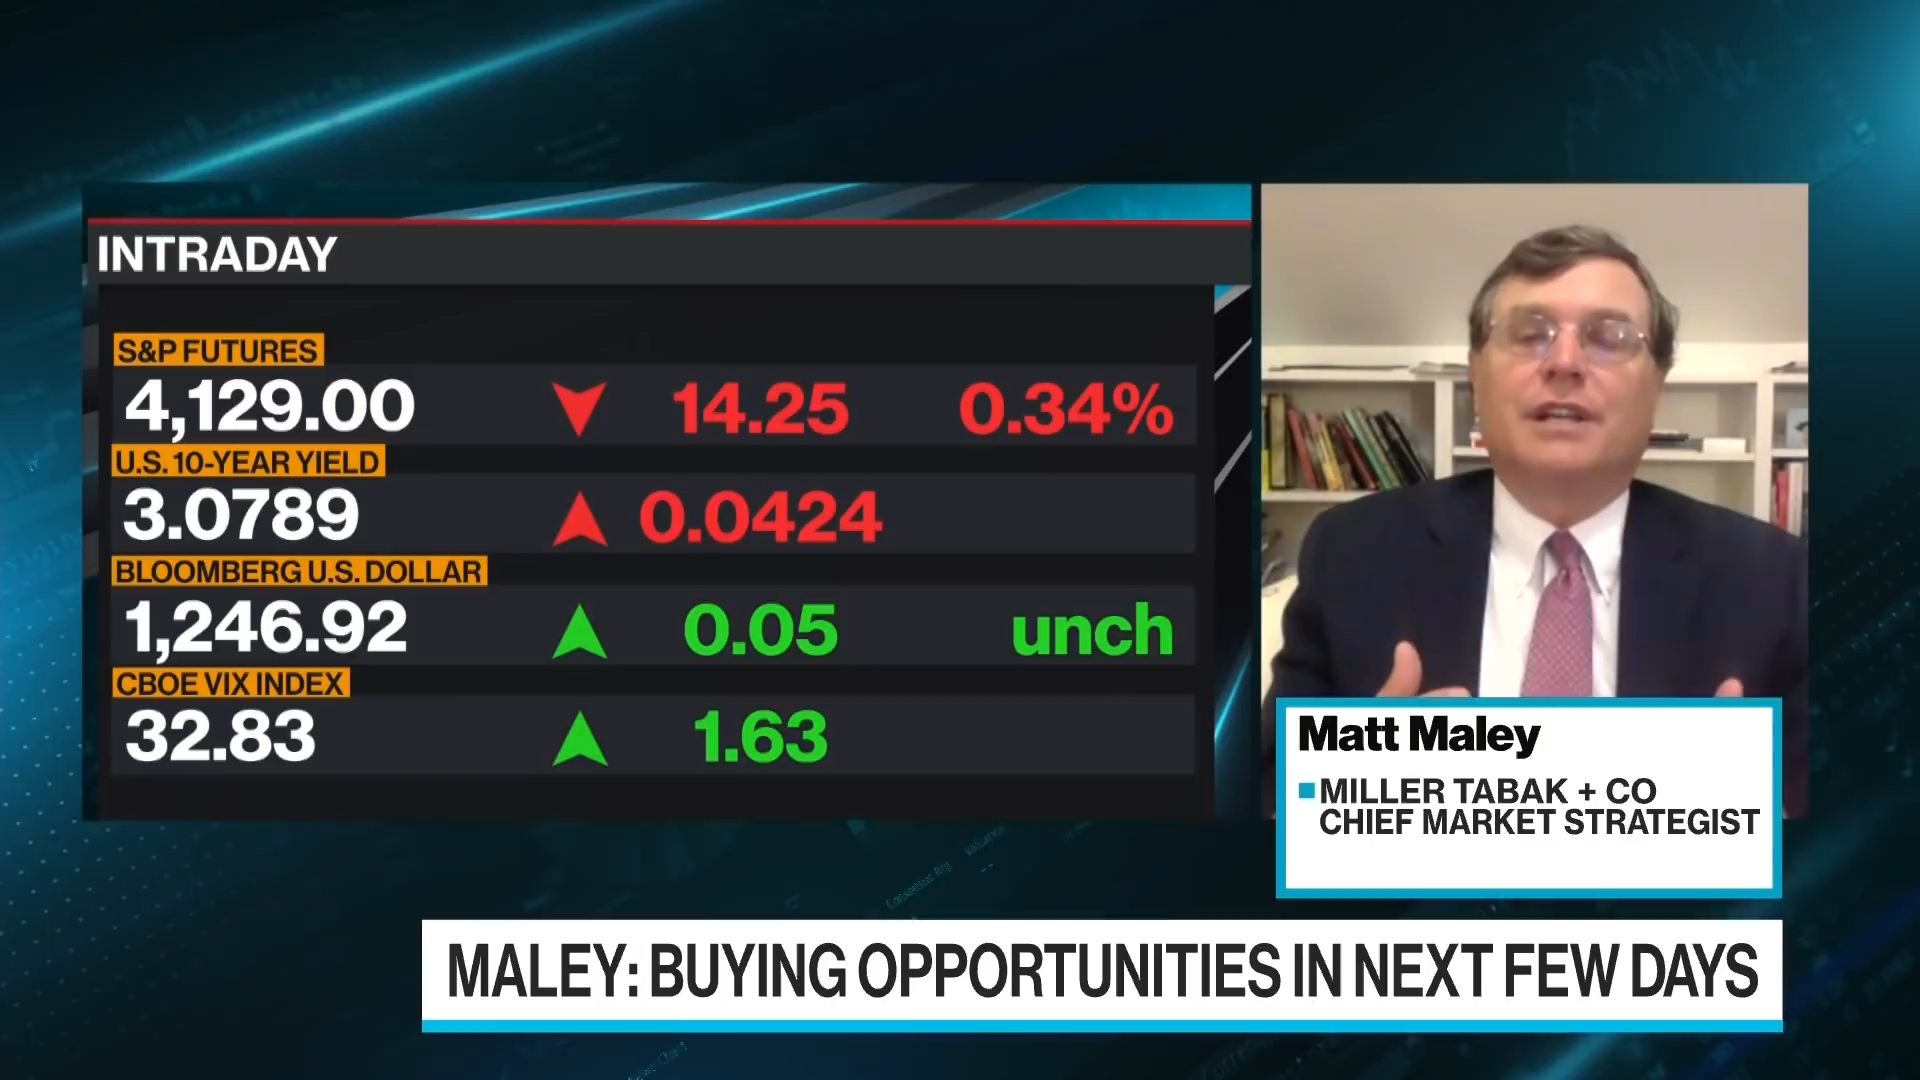 INTRADAY
S&P FUTURES
4,129.00 14.25 0.34%
U.S. 10-YEAR YIELD
3.0789 0.0424
BLOOMBERG U.S. DOLLAR
1,246.92 0.05 unch
CBOE VIX INDEX
32.83 1.63
Matt Maley
MILLER TABAK + CO
CHIEF MARKET STRATEGIST
MALEY: BUYING OPPORTUNITIES IN NEXT FEW DAYS